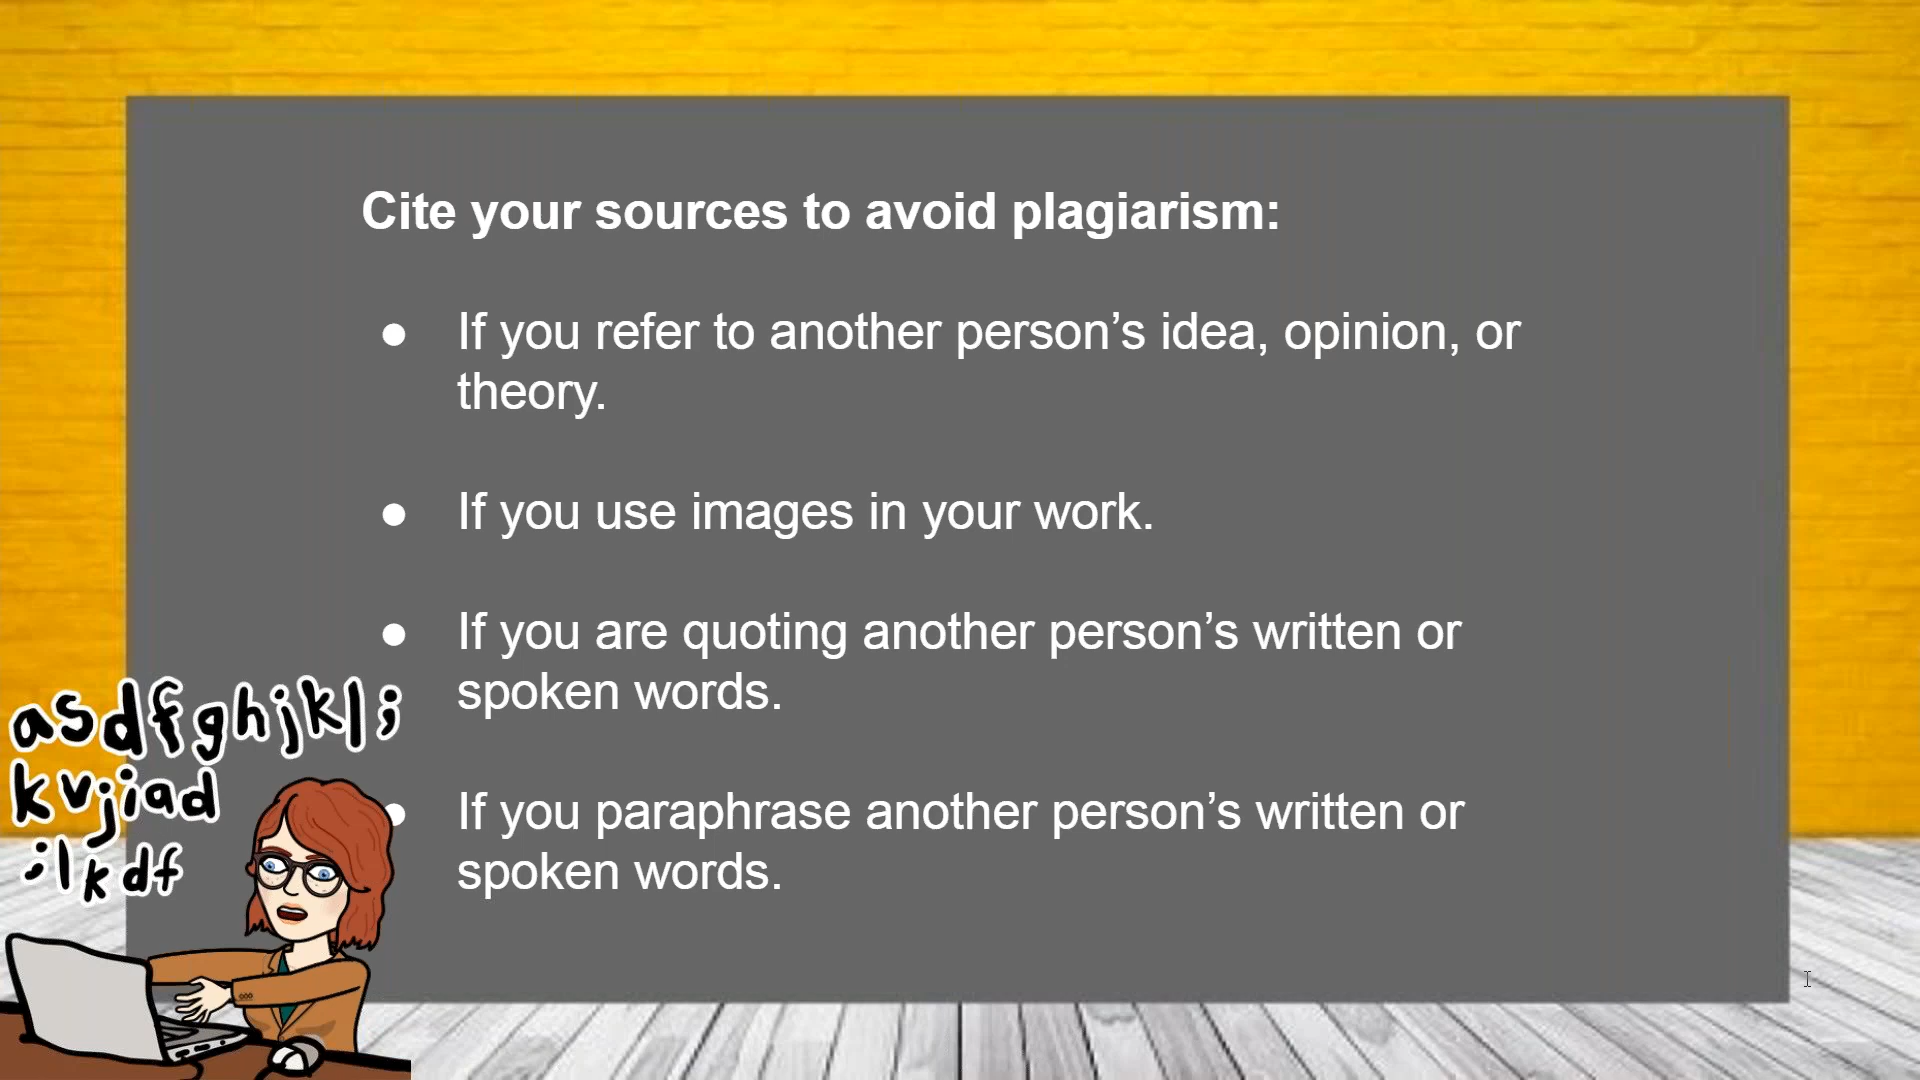 Cite your sources to avoid plagiarism:
● If you refer to another person’s idea, opinion, or
theory.
● If you use images in your work.
● If you are quoting another person’s written or
spoken words.
● If you paraphrase another person’s written or
spoken words.
asdfghjkl;
kvjiad
;lkdf